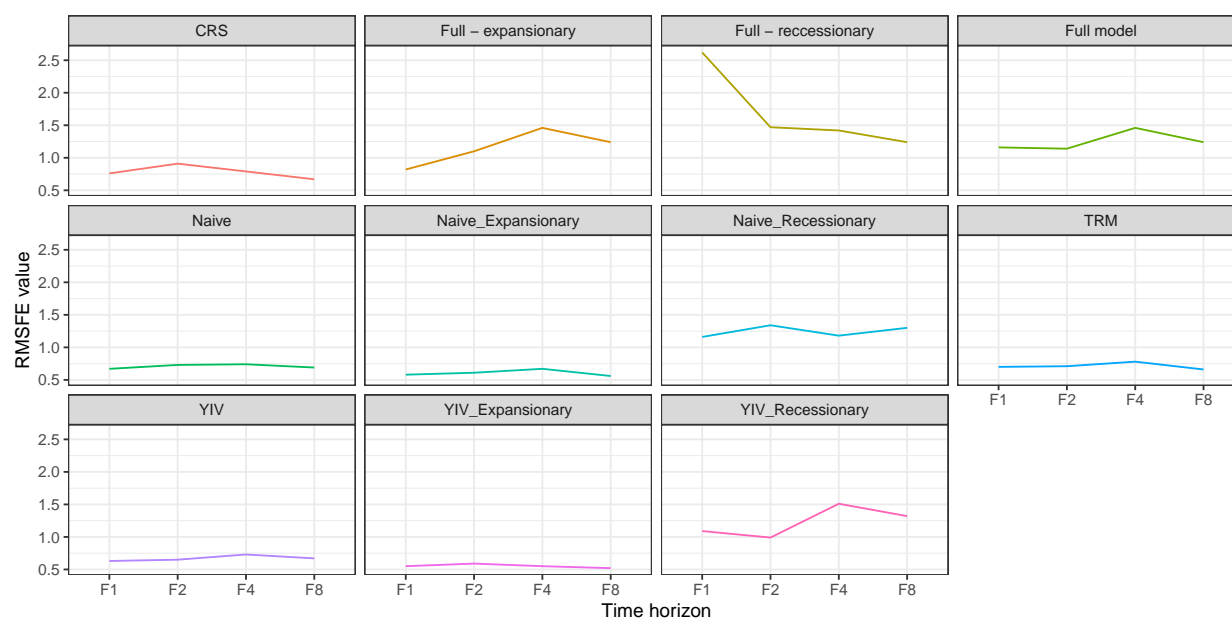 CRS
Full − expansionary
Full − reccessionary
Full model
2.5
2.0
1.5
1.0
0.5
Naive
Naive_Expansionary
Naive_Recessionary
TRM
2.5
2.0
1.5
1.0
0.5
F1 F2 F4 F8
YIV
YIV_Expansionary
YIV_Recessionary
2.5
2.0
1.5
1.0
0.5
F1 F2 F4 F8
F1 F2 F4 F8
F1 F2 F4 F8
Time horizon
RMSFE value